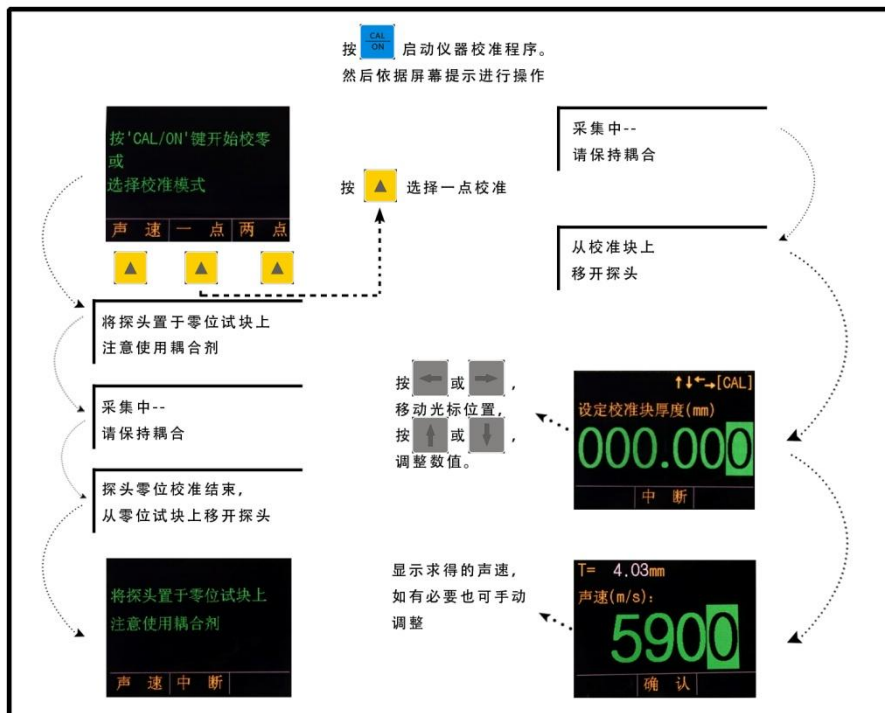 按 CAL/ON 启动仪器校准程序。
然后依据屏幕提示进行操作
按'CAL/ON'键开始校零
或
选择校准模式
声 速 一 点 两 点
按 ▲ 选择一点校准
将探头置于零位试块上
注意使用耦合剂
采集中--
请保持耦合
探头零位校准结束,
从零位试块上移开探头
将探头置于零位试块上
注意使用耦合剂
声 速 中 断
采集中--
请保持耦合
从校准块上
移开探头
按 ← 或 → ,
移动光标位置,
按 ↑ 或 ↓ ,
调整数值。
↑↓←→[CAL]
设定校准块厚度(mm)
000.000
中 断
显示求得的声速,
如有必要也可手动
调整
T= 4.03mm
声速(m/s):
5900
确 认